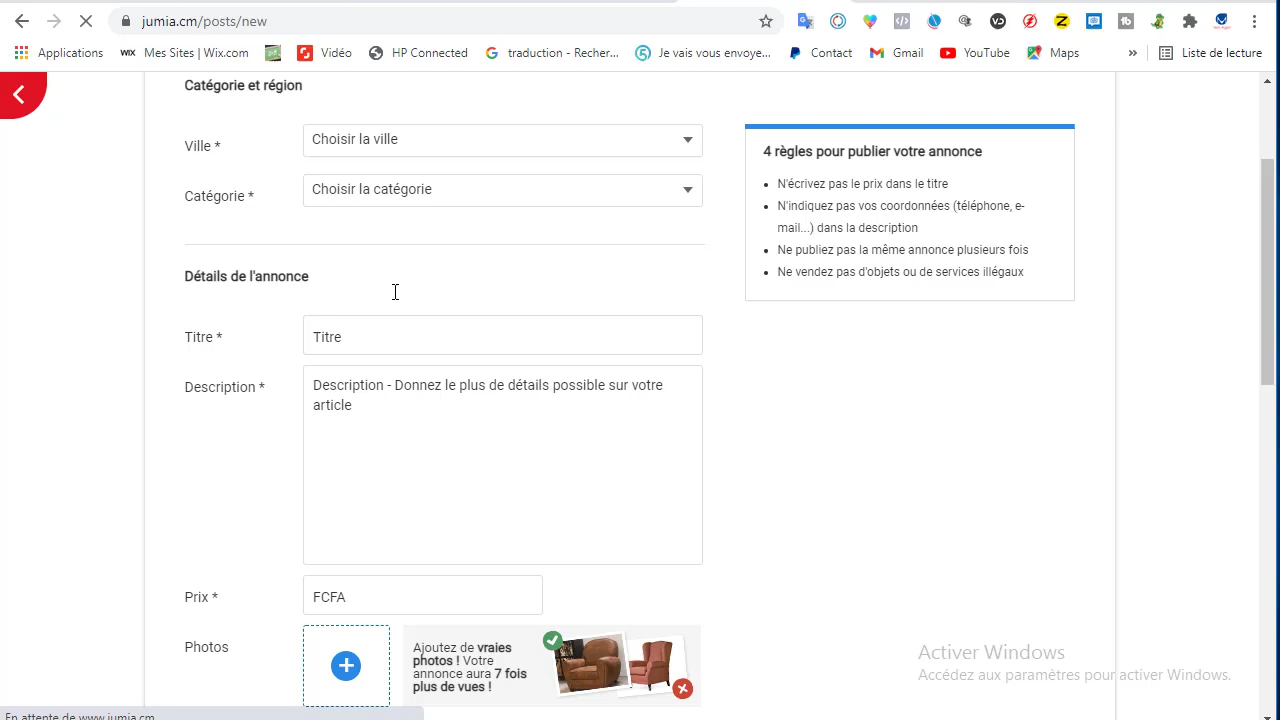 jumia.cm/posts/new
Applications
WIX Mes Sites | Wix.com
Vidéo
HP Connected
traduction - Recher...
Je vais vous envoye...
Contact
Gmail
YouTube
Maps
»
Liste de lecture
Catégorie et région
Ville *
Choisir la ville
Catégorie *
Choisir la catégorie
4 règles pour publier votre annonce
N'écrivez pas le prix dans le titre
N'indiquez pas vos coordonnées (téléphone, e-
mail...) dans la description
Ne publiez pas la même annonce plusieurs fois
Ne vendez pas d'objets ou de services illégaux
Détails de l'annonce
Titre *
Titre
Description *
Description - Donnez le plus de détails possible sur votre
article
Prix *
FCFA
Photos
Ajoutez de vraies
photos ! Votre
annonce aura 7 fois
plus de vues !
Activer Windows
Accédez aux paramètres pour activer Windows.
En attente de www.jumia.cm